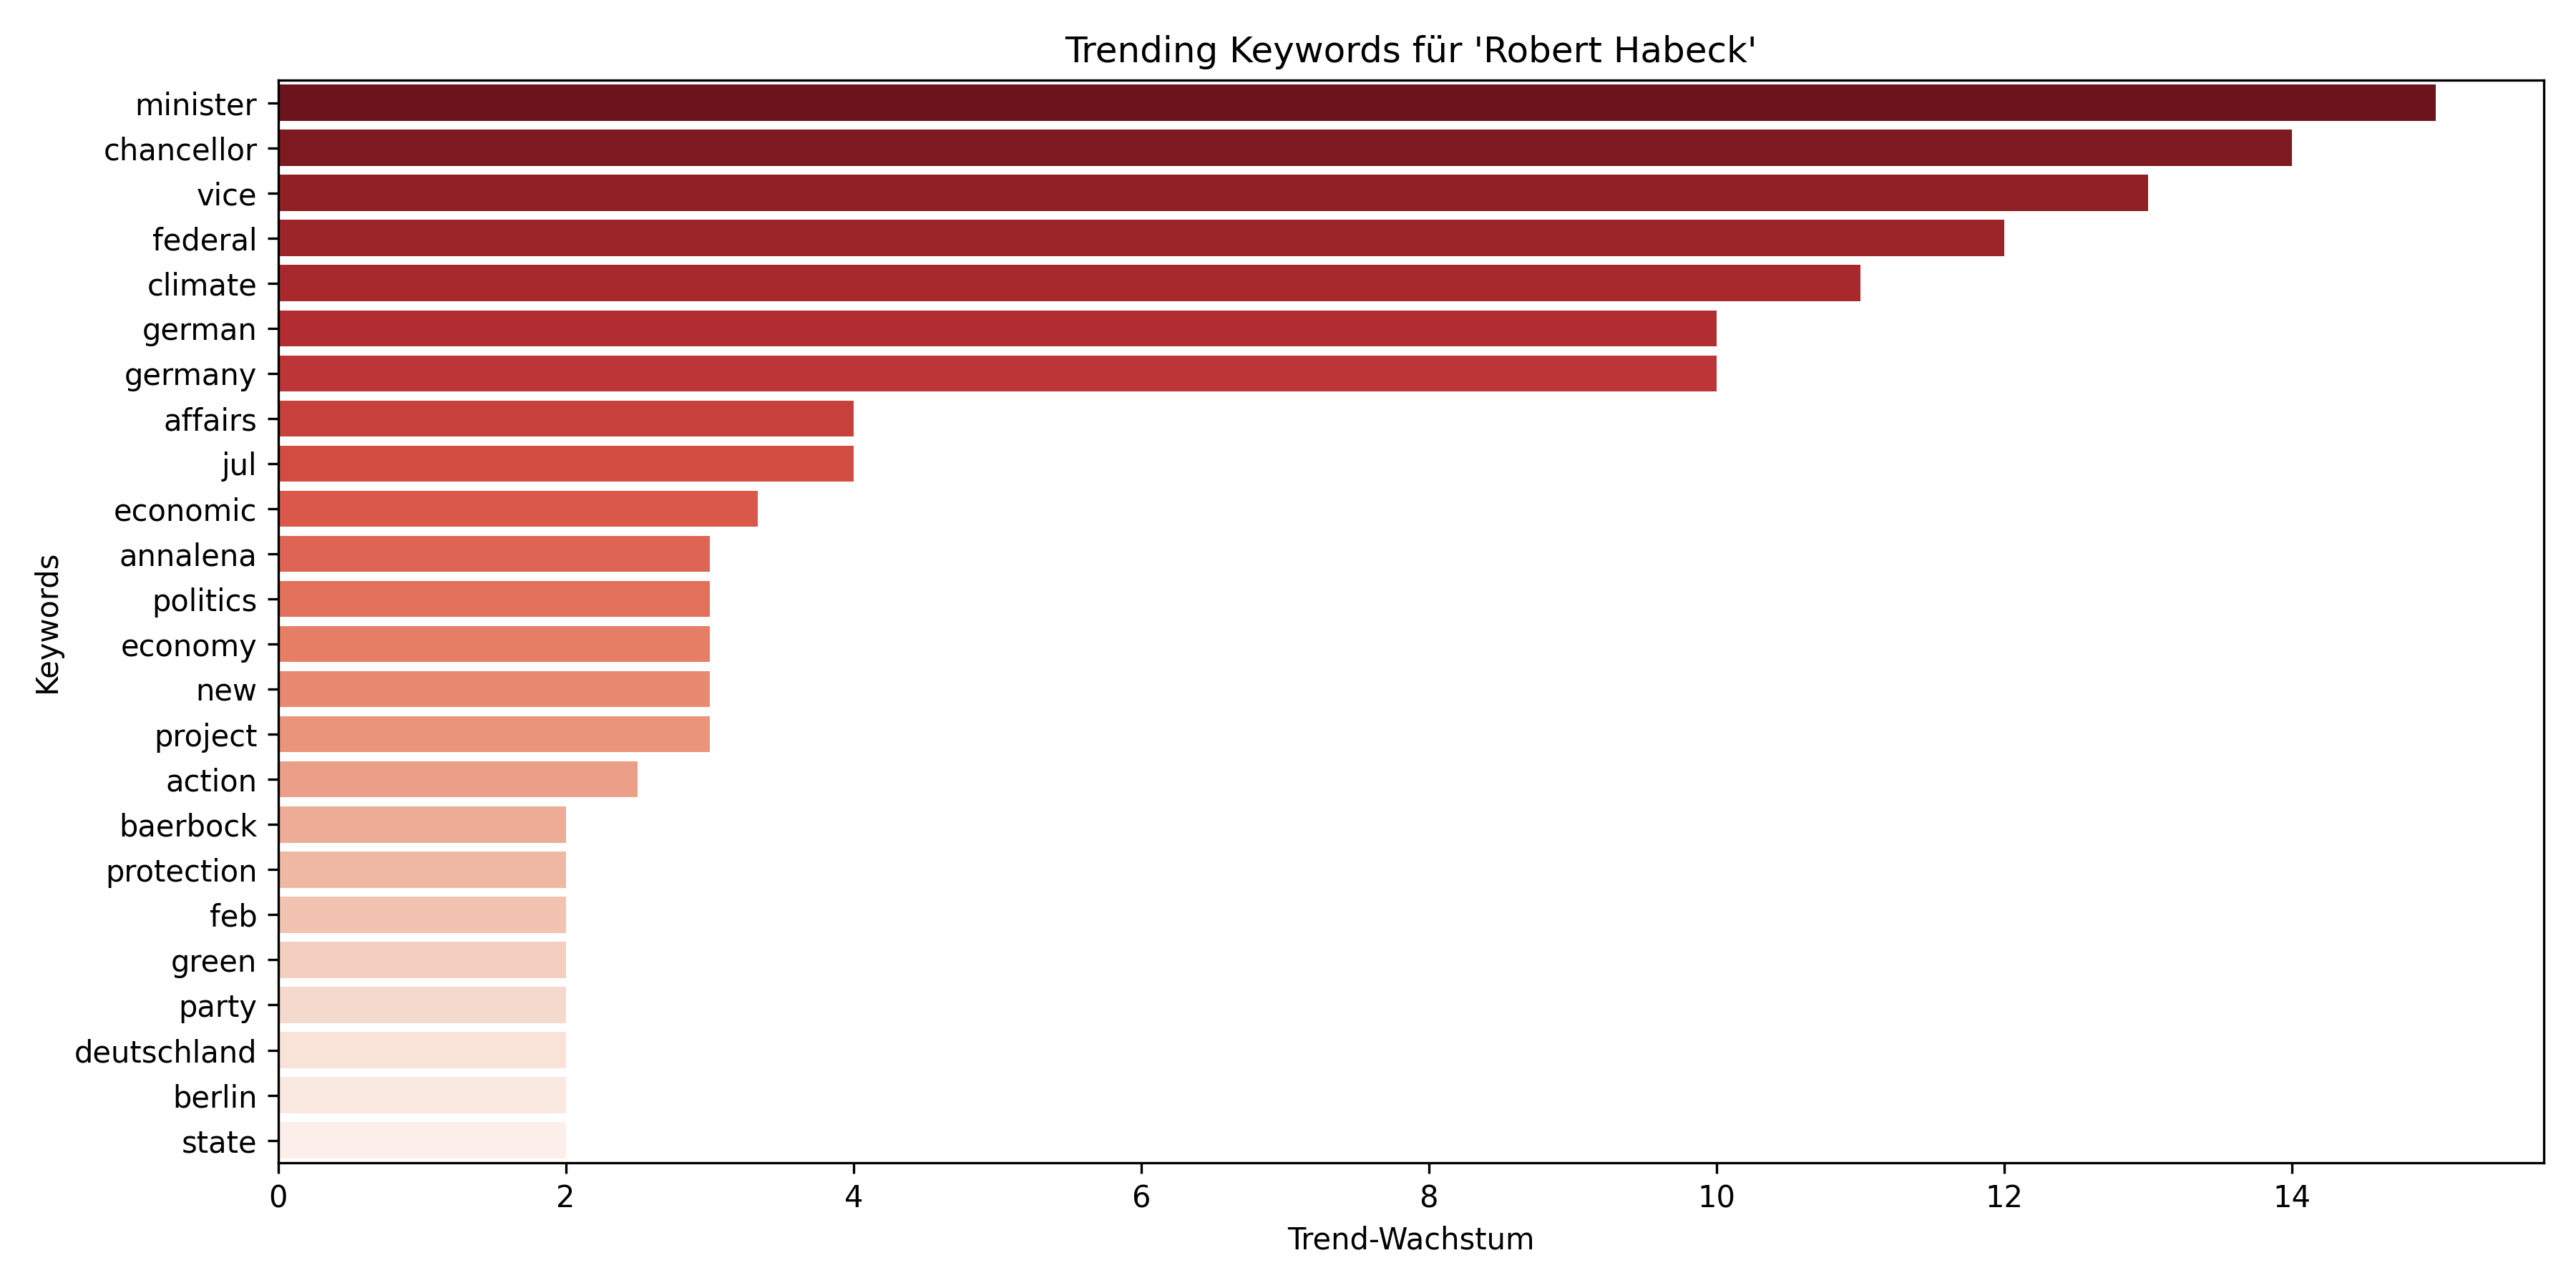 Trending Keywords für 'Robert Habeck'
minister
chancellor
vice
federal
climate
german
germany
affairs
jul
economic
annalena
politics
economy
new
project
action
baerbock
protection
feb
green
party
deutschland
berlin
state
Keywords
0 2 4 6 8 10 12 14
Trend-Wachstum